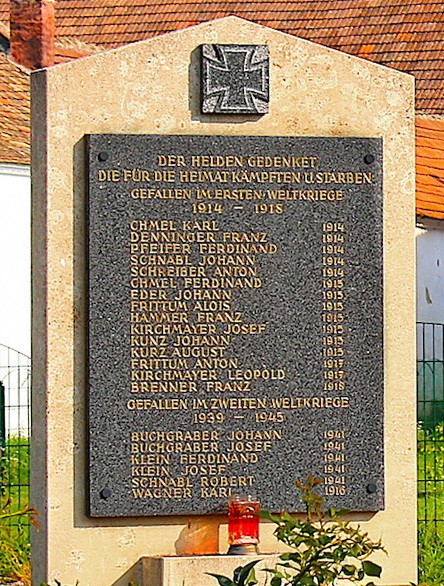 DER HELDEN GEDENKET
DIE FÜR DIE HEIMAT KÄMPFTEN U. STARBEN:
GEFALLEN IM ERSTEN WELTKRIEGE
1914 – 1918
CHMEL KARL 1914
DENNINGER FRANZ 1914
PFEIFER FERDINAND 1914
SCHNABL JOHANN 1914
SCHREIBER ANTON 1914
CHMEL FERDINAND 1915
EDER JOHANN 1915
FRITTUM ALOIS 1915
HAMMER FRANZ 1915
KIRCHMAYER JOSEF 1915
KUNZ JOHANN 1915
KURZ AUGUST 1915
FRITTUM ANTON 1917
KIRCHMAYER LEOPOLD 1917
BRENNER FRANZ 1918
GEFALLEN IM ZWEITEN WELTKRIEGE
1939 – 1945
BUCHGRABER JOHANN 1941
BUCHGRABER JOSEF 1941
KLEIN FERDINAND 1941
KLEIN JOSEF 1941
SCHNABL ROBERT 1941
WAGNER KARL